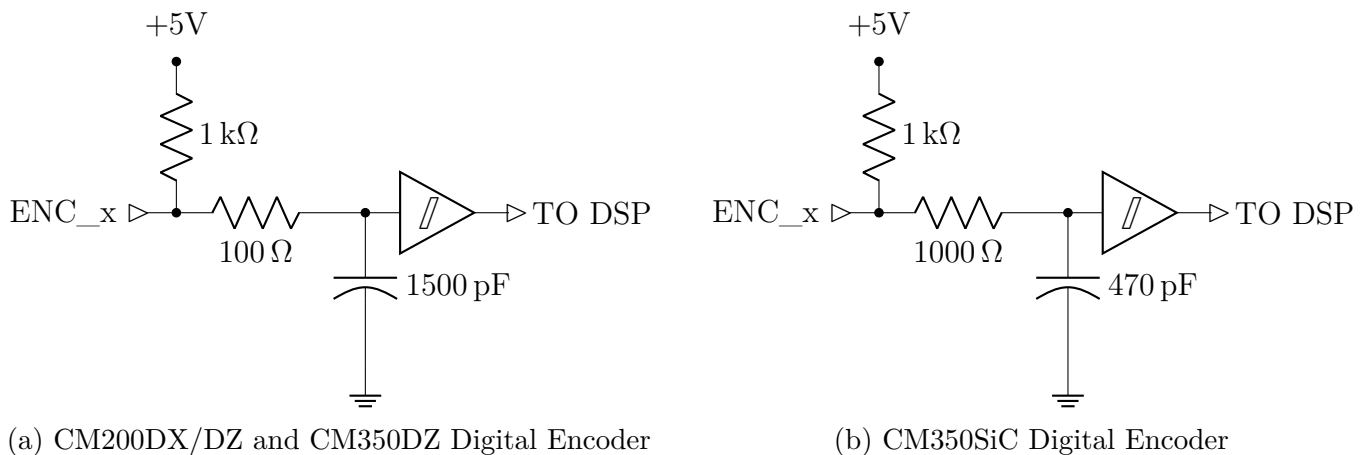 +5V
1 kΩ
ENC_x
100 Ω
TO DSP
1500 pF
(a) CM200DX/DZ and CM350DZ Digital Encoder
+5V
1 kΩ
ENC_x
1000 Ω
TO DSP
470 pF
(b) CM350SiC Digital Encoder